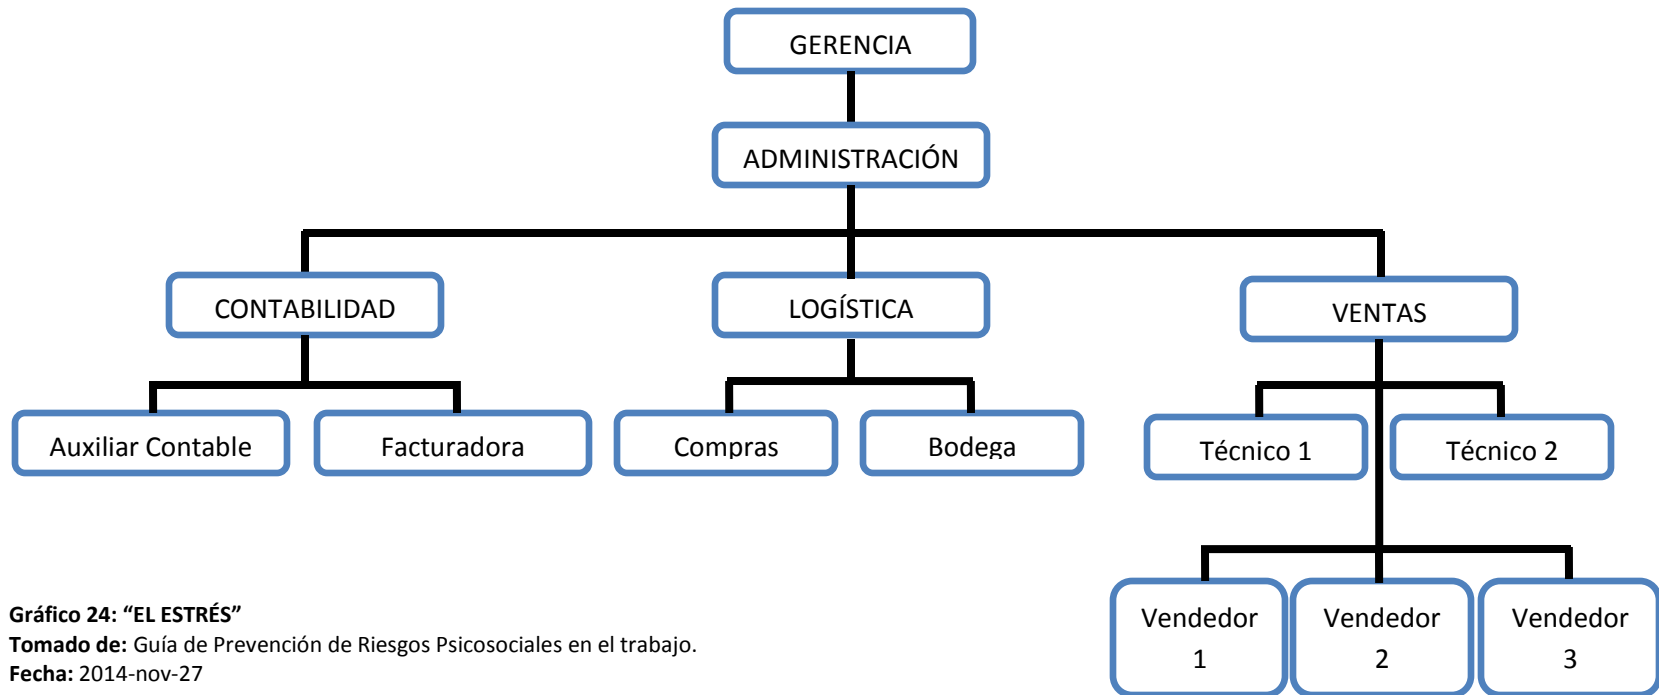 GERENCIA
ADMINISTRACIÓN
CONTABILIDAD
LOGÍSTICA
VENTAS
Auxiliar Contable
Facturadora
Compras
Bodega
Técnico 1
Técnico 2
Vendedor
1
Vendedor
2
Vendedor
3
Gráfico 24: “EL ESTRÉS”
Tomado de: Guía de Prevención de Riesgos Psicosociales en el trabajo.
Fecha: 2014-nov-27